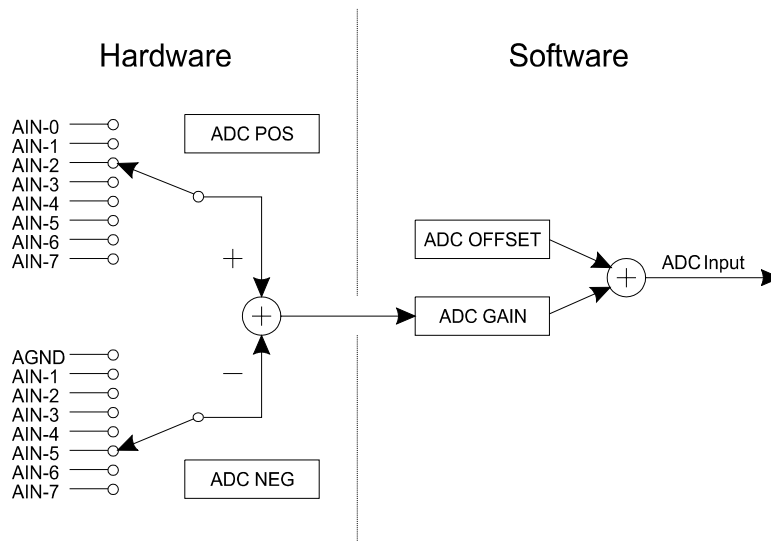 Hardware
Software
AIN-0
AIN-1
AIN-2
AIN-3
AIN-4
AIN-5
AIN-6
AIN-7
ADC POS
+
ADC OFFSET
+
ADC Input
+
ADC GAIN
AGND
AIN-1
AIN-2
AIN-3
AIN-4
AIN-5
AIN-6
AIN-7
−
ADC NEG